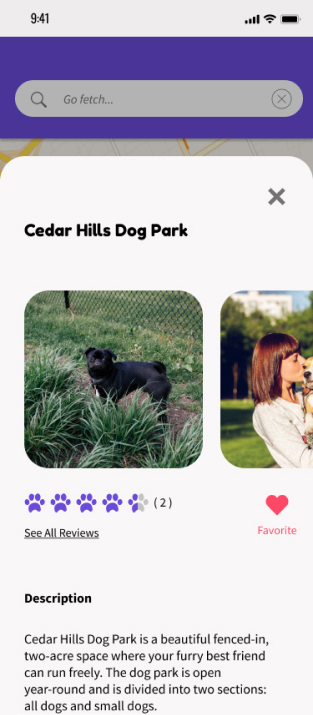 9:41
Go fetch...
Cedar Hills Dog Park
( 2 )
See All Reviews
Favorite
Description
Cedar Hills Dog Park is a beautiful fenced-in,
two-acre space where your furry best friend
can run freely. The dog park is open
year-round and is divided into two sections:
all dogs and small dogs.